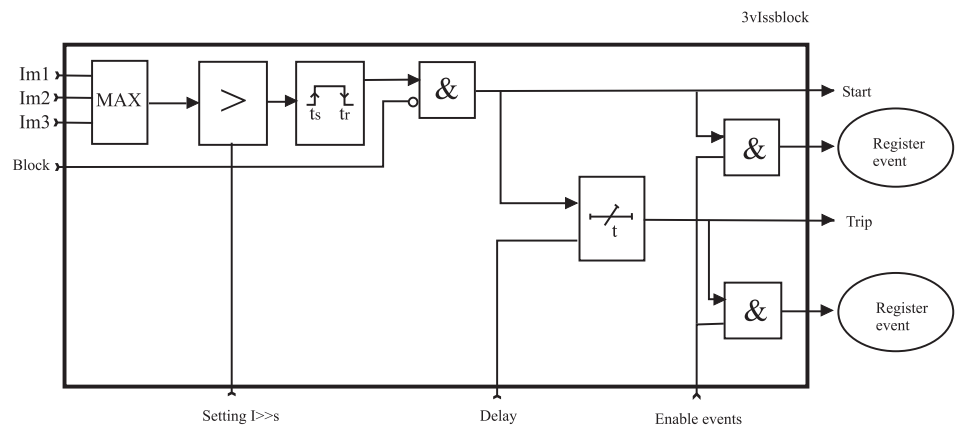 3vIssblock
Im1
Im2
Im3
MAX
>
ts tr
&
Start
Block
&
Register
event
t
Trip
&
Register
event
Setting I>>s
Delay
Enable events